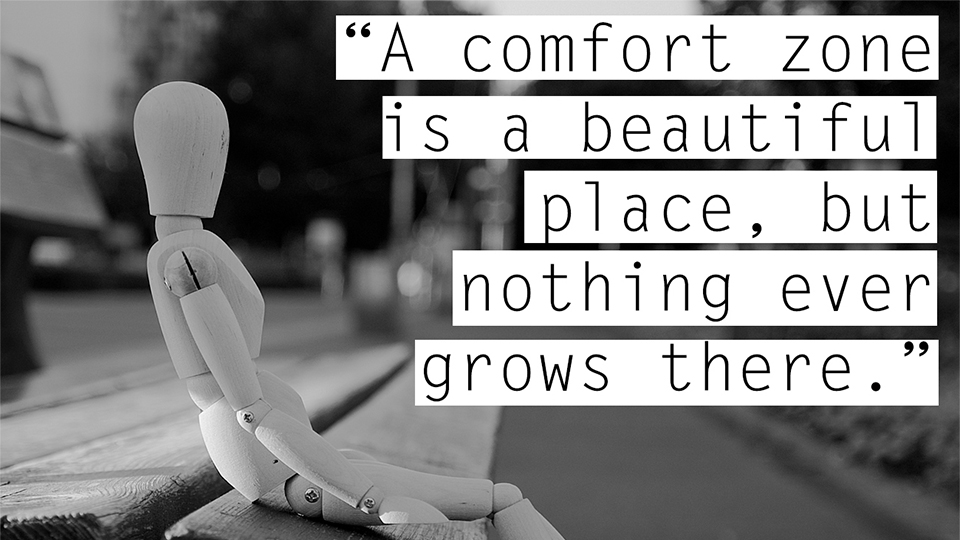 “A comfort zone
is a beautiful
place, but
nothing ever
grows there.”